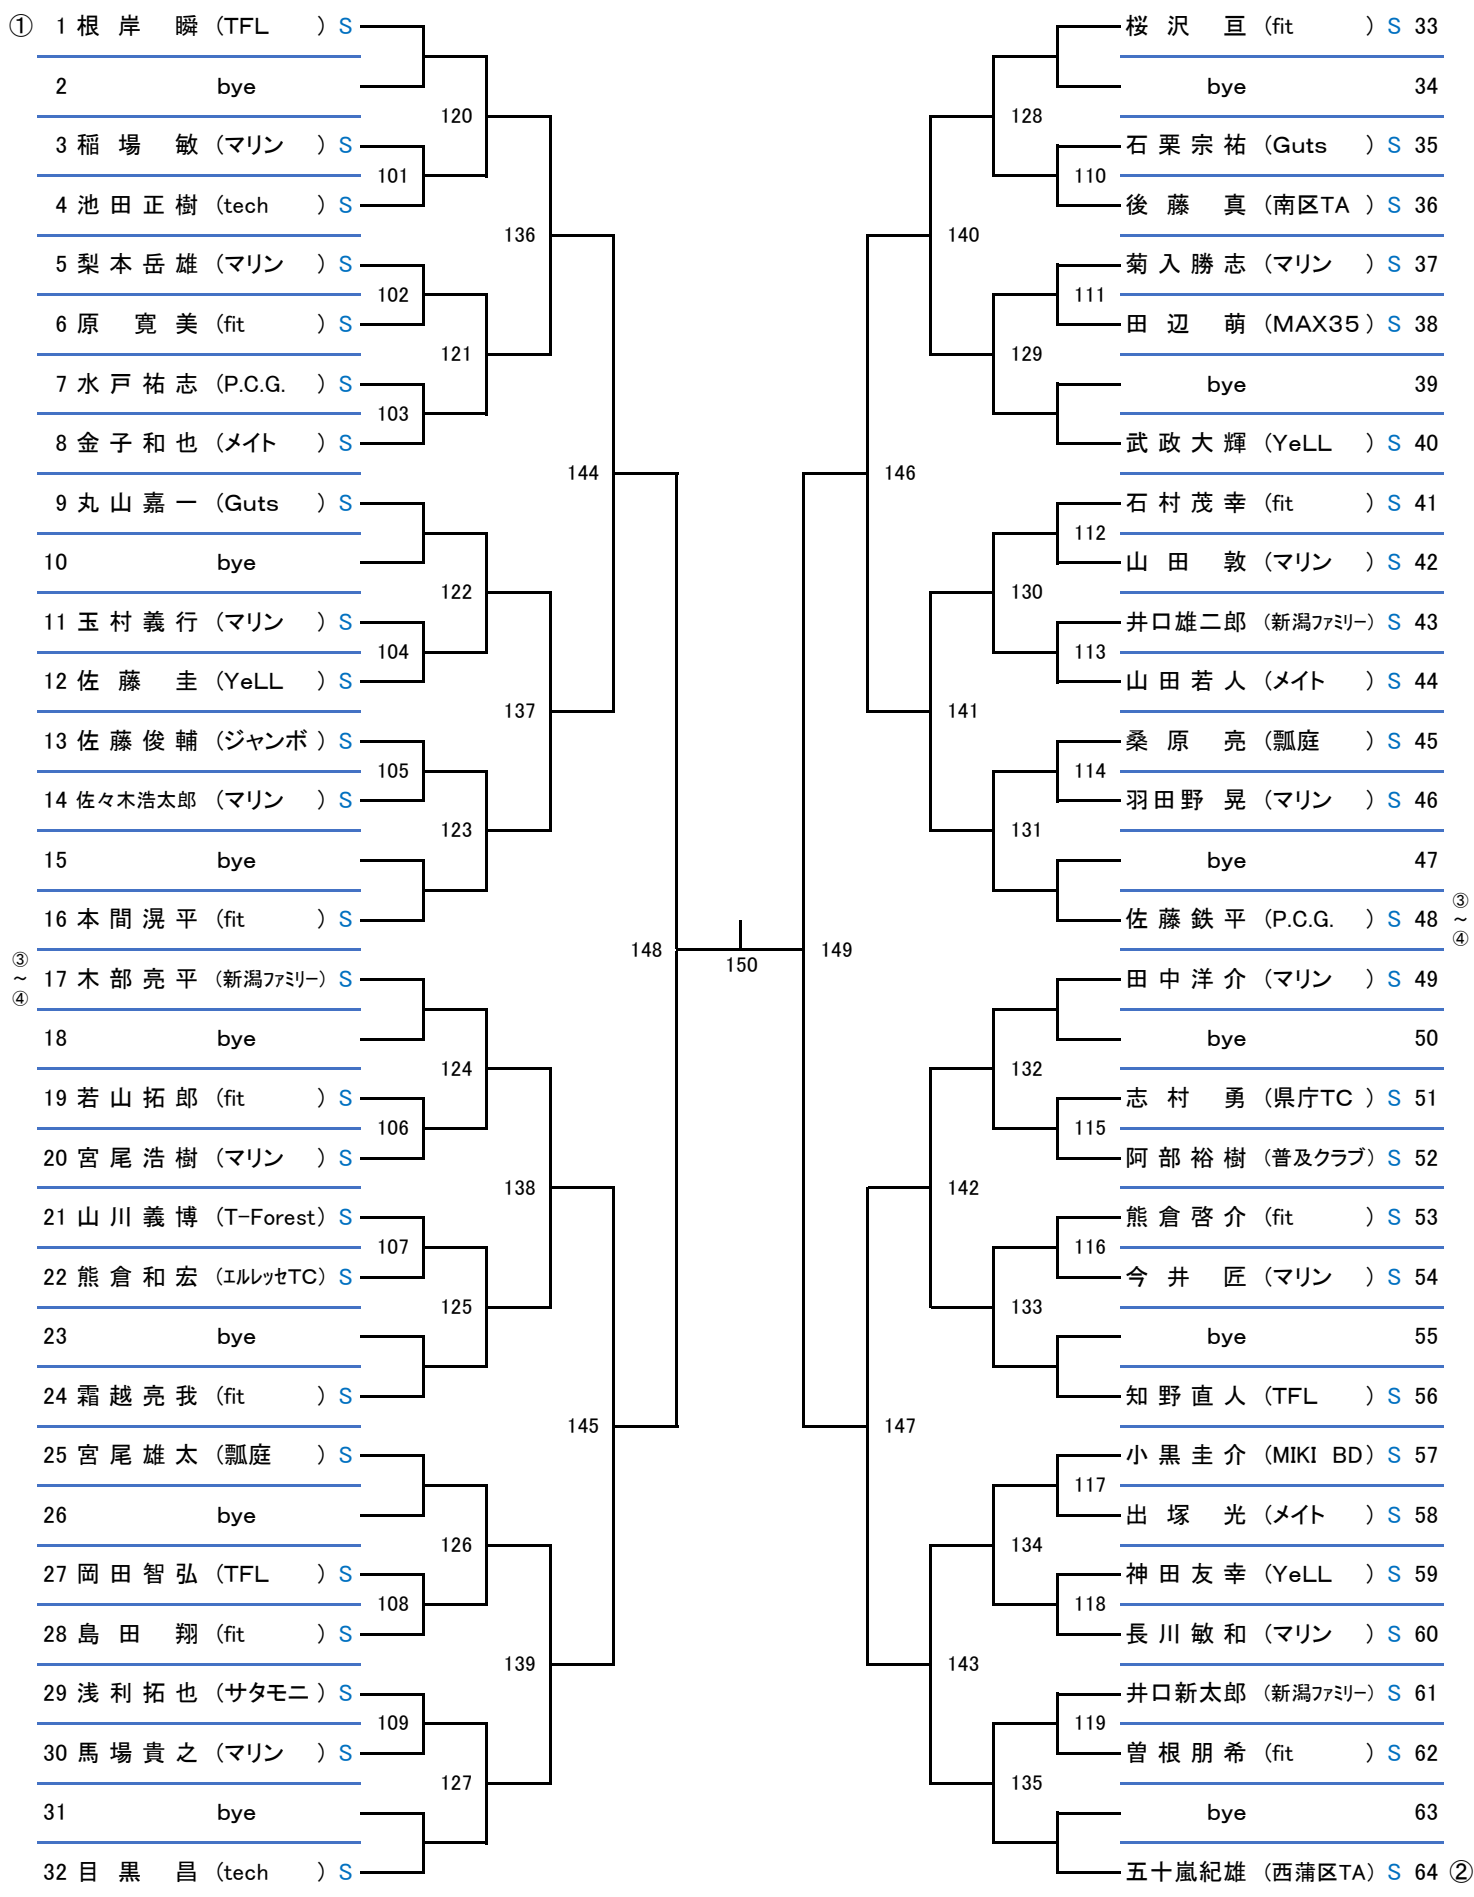 ① 1 根岸 瞬 (TFL) S
2 bye
120
3 稲場 敏 (マリン) S
101
4 池田正樹 (tech) S
136
5 梨本岳雄 (マリン) S
102
6 原 寛美 (fit) S
121
7 水戸祐志 (P.C.G.) S
103
8 金子和也 (メイト) S
144
9 丸山嘉一 (Guts) S
10 bye
122
11 玉村義行 (マリン) S
104
12 佐藤 圭 (YeLL) S
137
13 佐藤俊輔 (ジャンボ) S
105
14 佐々木浩太郎 (マリン) S
123
15 bye
16 本間滉平 (fit) S
148
③~④
17 木部亮平 (新潟ファミリー) S
18 bye
124
19 若山拓郎 (fit) S
106
20 宮尾浩樹 (マリン) S
138
21 山川義博 (T-Forest) S
107
22 熊倉和宏 (エルレッセTC) S
125
23 bye
24 霜越亮我 (fit) S
145
25 宮尾雄太 (瓢庭) S
26 bye
126
27 岡田智弘 (TFL) S
108
28 島田 翔 (fit) S
139
29 浅利拓也 (サタモニ) S
109
30 馬場貴之 (マリン) S
127
31 bye
32 目黒 昌 (tech) S
150
桜沢 亘 (fit) S 33
bye 34
128
石栗宗祐 (Guts) S 35
110
後藤 真 (南区TA) S 36
140
菊入勝志 (マリン) S 37
111
田辺 萌 (MAX35) S 38
129
bye 39
武政大輝 (YeLL) S 40
146
石村茂幸 (fit) S 41
112
山田 敦 (マリン) S 42
130
井口雄二郎 (新潟ファミリー) S 43
113
山田若人 (メイト) S 44
141
桑原 亮 (瓢庭) S 45
114
羽田野 晃 (マリン) S 46
131
bye 47
佐藤鉄平 (P.C.G.) S 48
③~④
149
田中洋介 (マリン) S 49
bye 50
132
志村 勇 (県庁TC) S 51
115
阿部裕樹 (普及クラブ) S 52
142
熊倉啓介 (fit) S 53
116
今井 匠 (マリン) S 54
133
bye 55
知野直人 (TFL) S 56
147
小黒圭介 (MIKI BD) S 57
117
出塚 光 (メイト) S 58
134
神田友幸 (YeLL) S 59
118
長川敏和 (マリン) S 60
143
井口新太郎 (新潟ファミリー) S 61
119
曽根朋希 (fit) S 62
135
bye 63
五十嵐紀雄 (西蒲区TA) S 64 ②